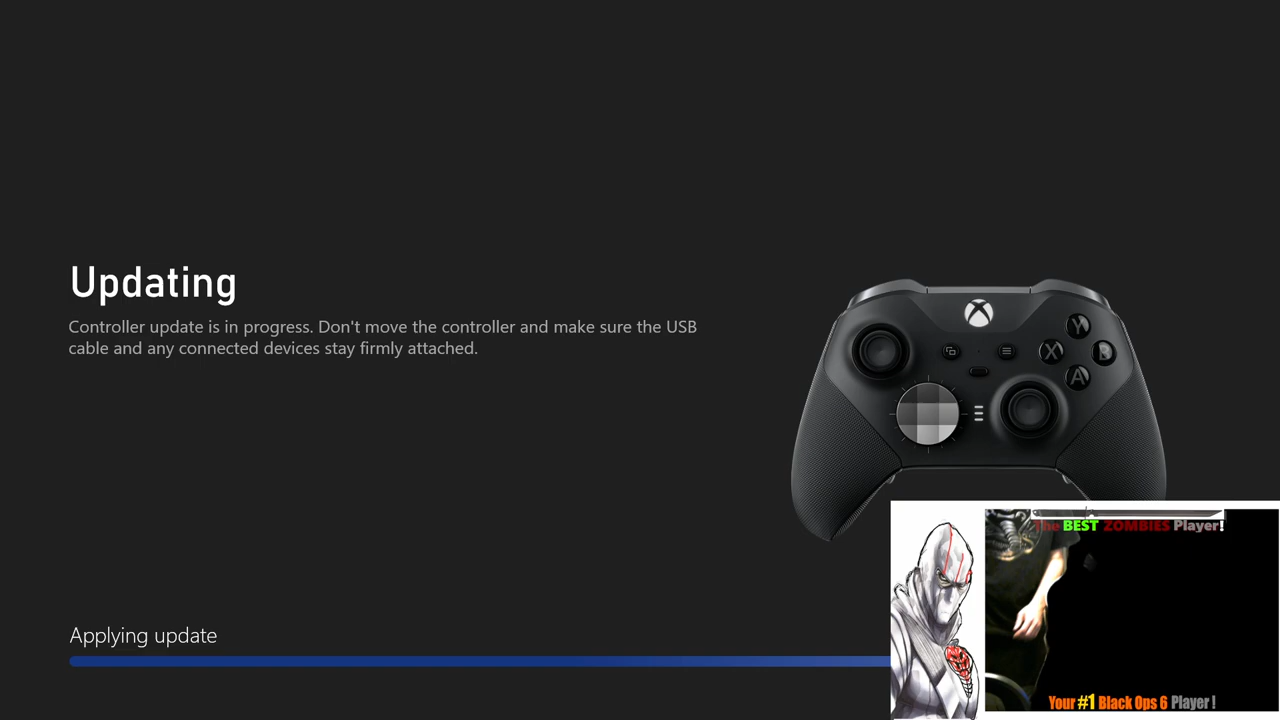 Updating
Controller update is in progress. Don't move the controller and make sure the USB
cable and any connected devices stay firmly attached.
Y
X
B
A
The BEST ZOMBIES Player!
Applying update
Your #1 Black Ops 6 Player !